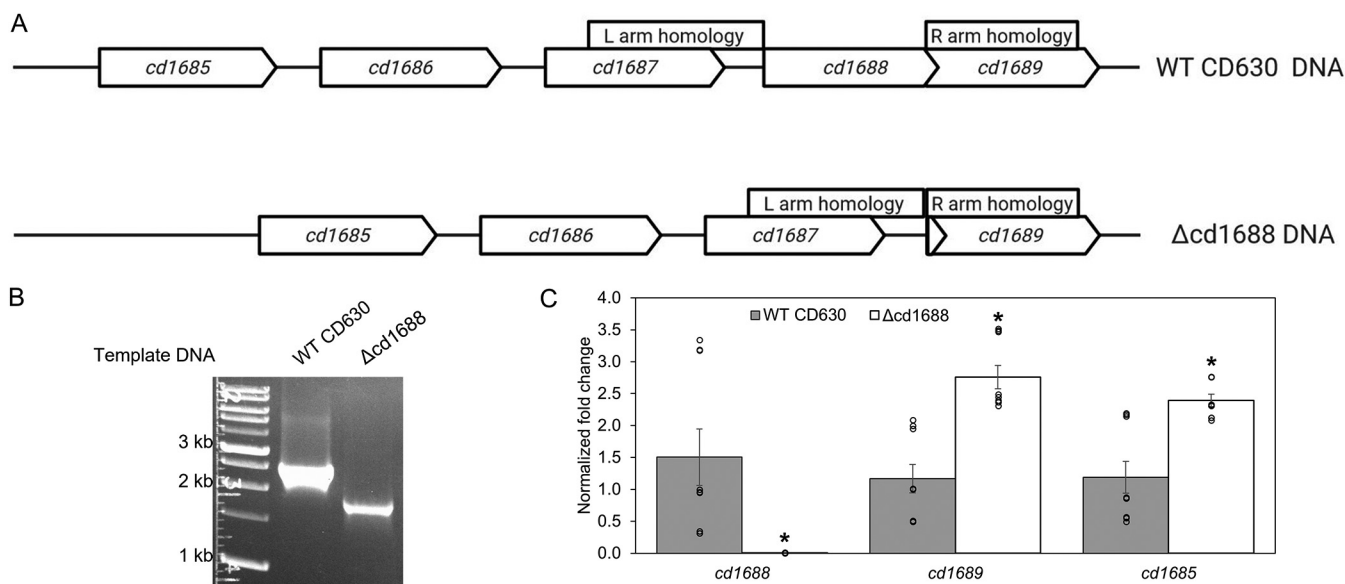 A
L arm homology R arm homology
cd1685 cd1686 cd1687 cd1688 cd1689 WT CD630 DNA
L arm homology R arm homology
cd1685 cd1686 cd1687 cd1689 Δcd1688 DNA
B
Template DNA WT CD630 Δcd1688
3 kb
2 kb
1 kb
C
Normalized fold change
4.0
3.5
3.0
2.5
2.0
1.5
1.0
0.5
0.0
WT CD630 Δcd1688
*
*
*
cd1688 cd1689 cd1685